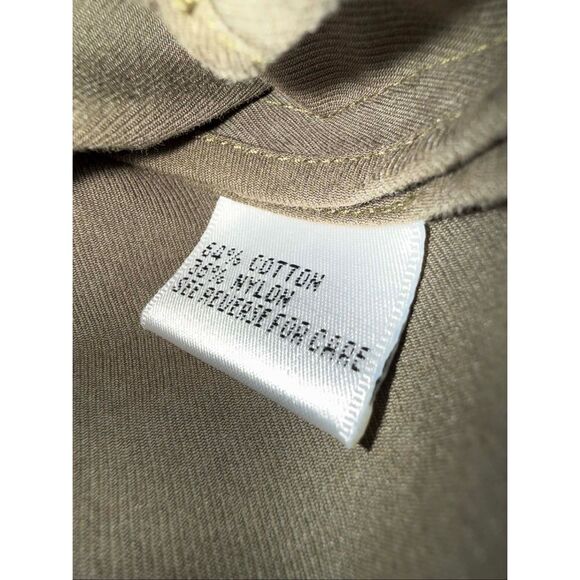 64% COTTON
36% NYLON
SEE REVERSE FOR CARE